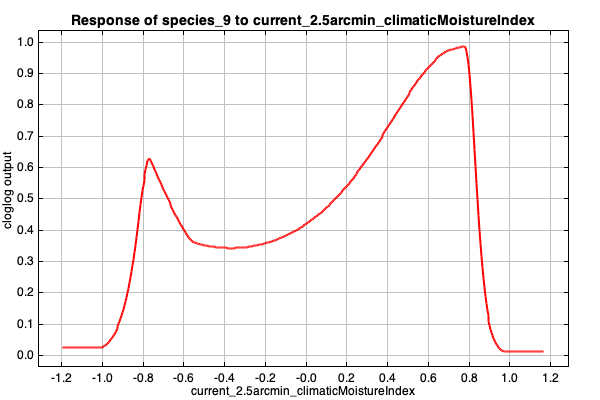 Response of species_9 to current_2.5arcmin_climaticMoistureIndex
cloglog output
1.0
0.9
0.8
0.7
0.6
0.5
0.4
0.3
0.2
0.1
0.0
-1.2 -1.0 -0.8 -0.6 -0.4 -0.2 0.0 0.2 0.4 0.6 0.8 1.0 1.2
current_2.5arcmin_climaticMoistureIndex